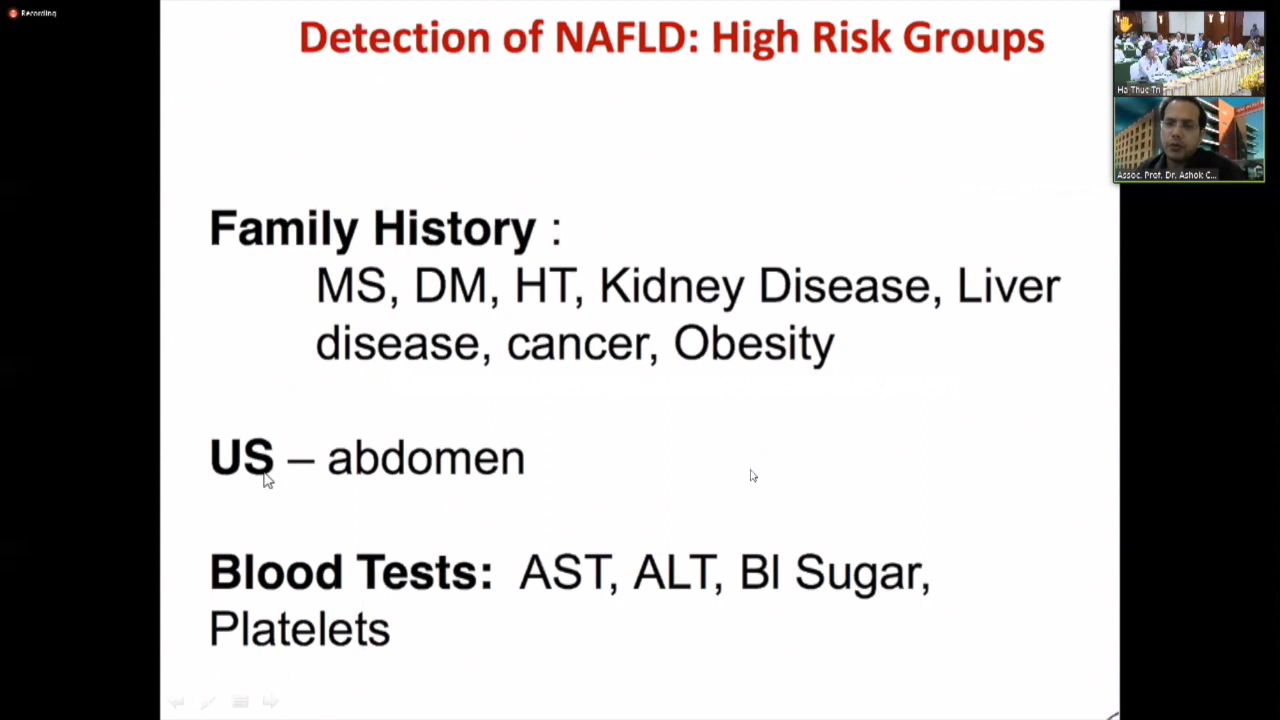 Recording
Detection of NAFLD: High Risk Groups
Ha Thuc Tri
Assoc. Prof. Dr. Ashok C...
Family History :
MS, DM, HT, Kidney Disease, Liver
disease, cancer, Obesity
US – abdomen
Blood Tests: AST, ALT, Bl Sugar,
Platelets